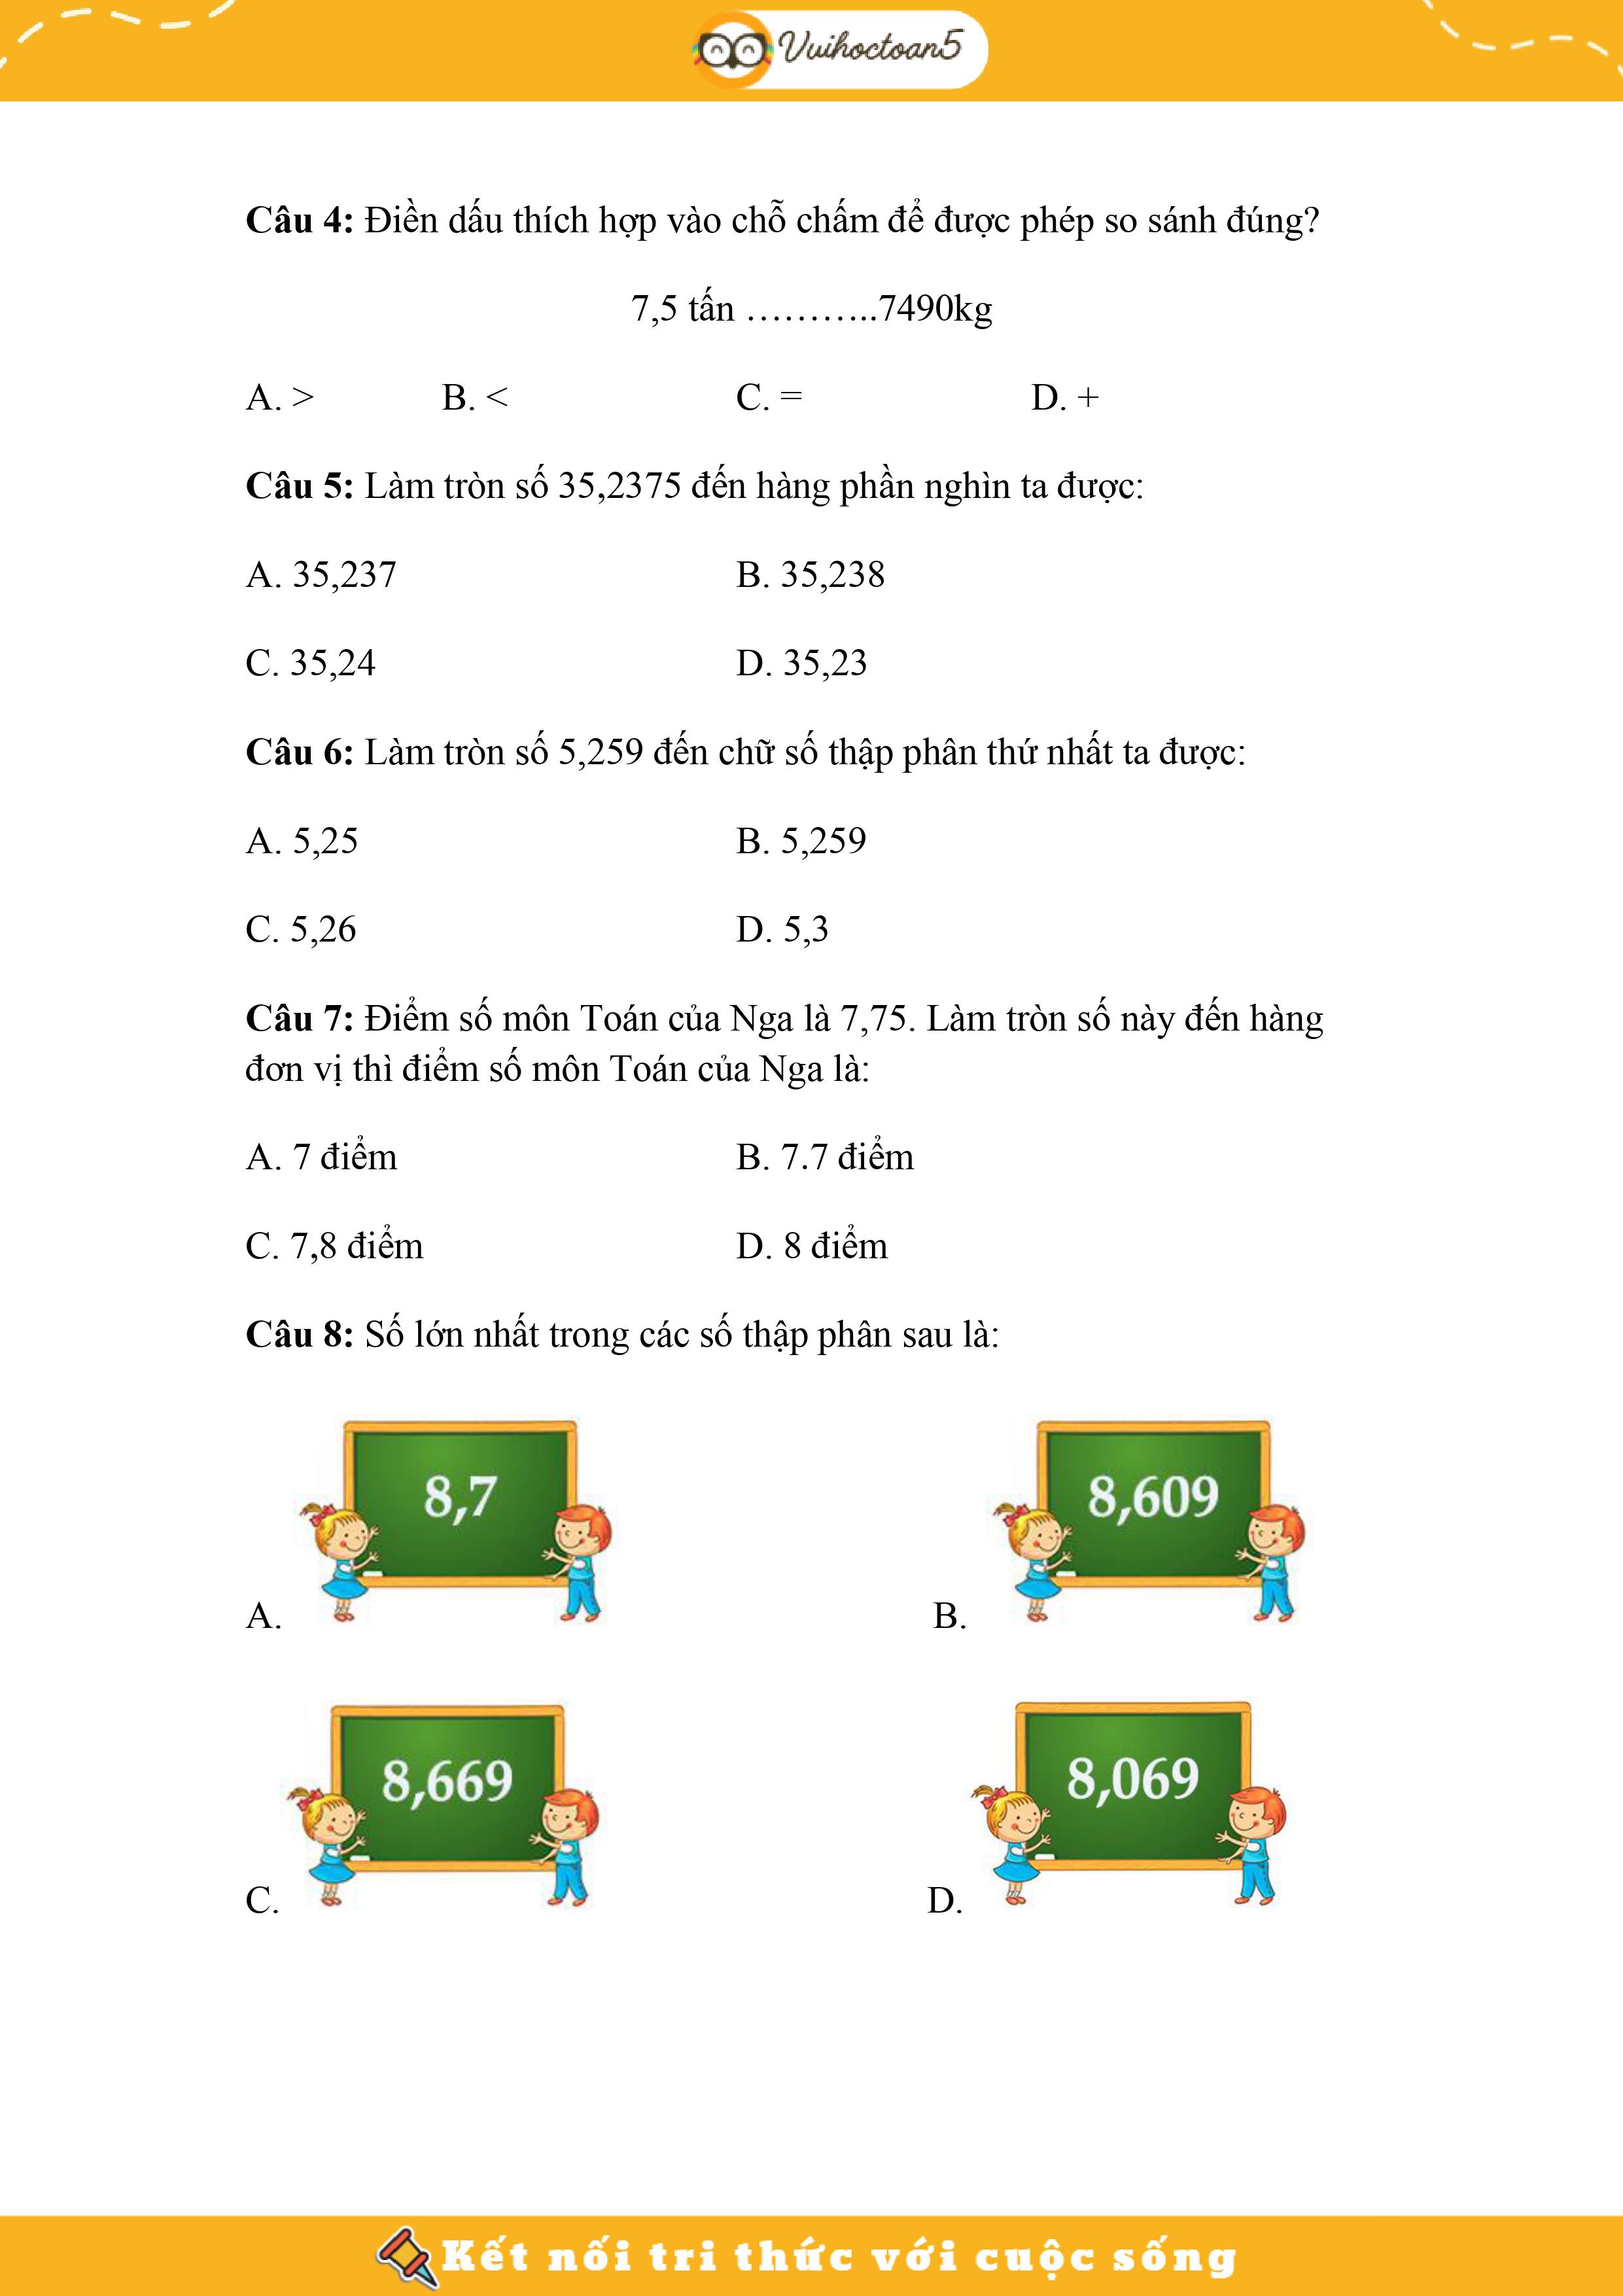 Vuihoctoan5
Câu 4: Điền dấu thích hợp vào chỗ chấm để được phép so sánh đúng?
7,5 tấn ………..7490kg
A. > B. < C. = D. +
Câu 5: Làm tròn số 35,2375 đến hàng phần nghìn ta được:
A. 35,237 B. 35,238
C. 35,24 D. 35,23
Câu 6: Làm tròn số 5,259 đến chữ số thập phân thứ nhất ta được:
A. 5,25 B. 5,259
C. 5,26 D. 5,3
Câu 7: Điểm số môn Toán của Nga là 7,75. Làm tròn số này đến hàng
đơn vị thì điểm số môn Toán của Nga là:
A. 7 điểm B. 7.7 điểm
C. 7,8 điểm D. 8 điểm
Câu 8: Số lớn nhất trong các số thập phân sau là:
A. 8,7 B. 8,609
C. 8,669 D. 8,069
Kết nối tri thức với cuộc sống